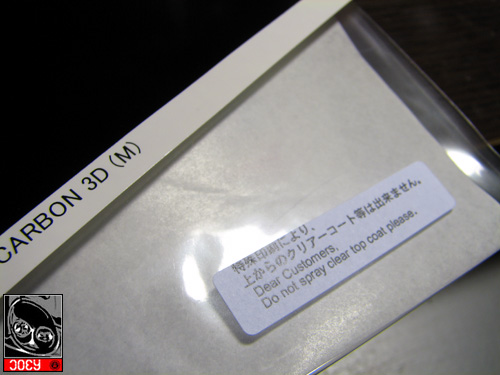 CARBON 3D (M)
特殊印刷により、
上からのクリアーコート等は出来ません。
Dear Customers,
Do not spray clear top coat please.